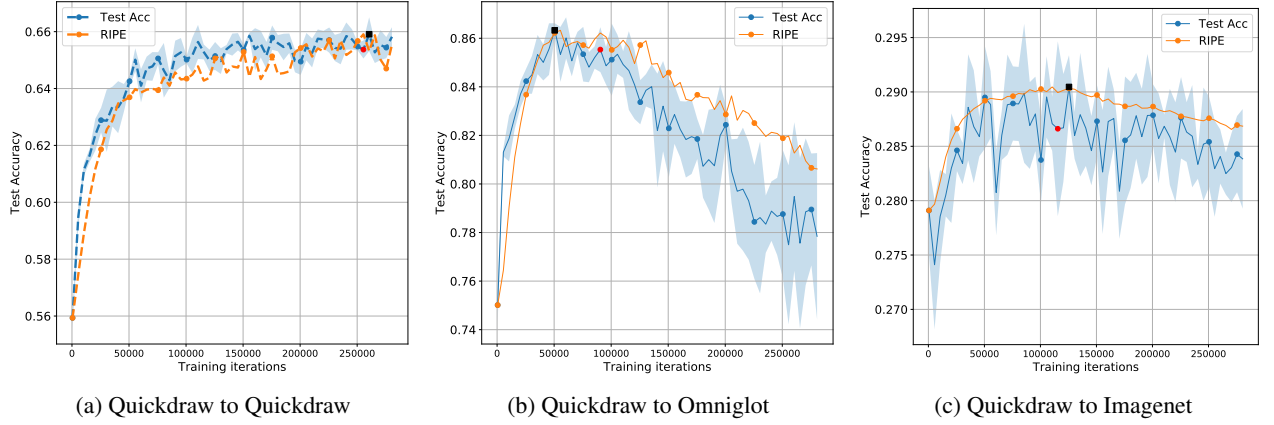 Test Acc
RIPE
Test Accuracy
0.66
0.64
0.62
0.60
0.58
0.56
0 50000 100000 150000 200000 250000
Training iterations
(a) Quickdraw to Quickdraw
Test Acc
RIPE
Test Accuracy
0.86
0.84
0.82
0.80
0.78
0.76
0.74
0 50000 100000 150000 200000 250000
Training iterations
(b) Quickdraw to Omniglot
Test Acc
RIPE
Test Accuracy
0.295
0.290
0.285
0.280
0.275
0.270
0 50000 100000 150000 200000 250000
Training iterations
(c) Quickdraw to Imagenet